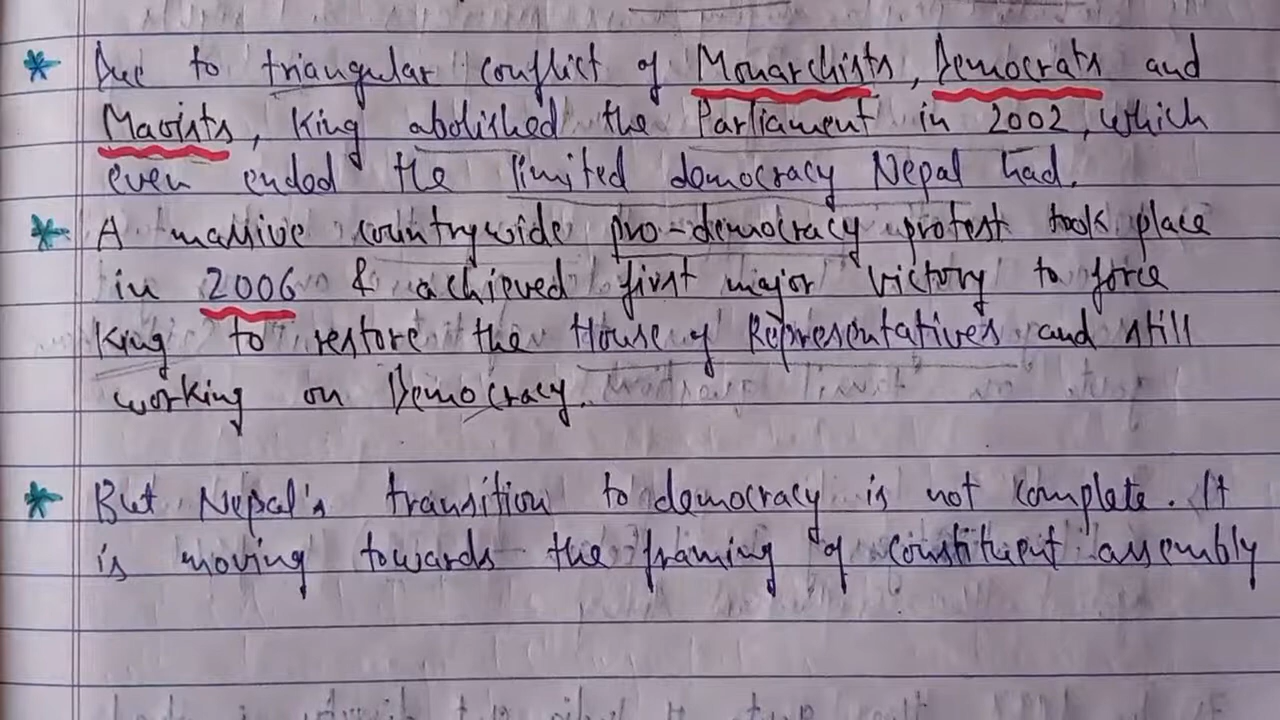 * Due to triangular conflict of Monarchists, Democrats and
Maoists, King abolished the Parliament in 2002, which
even ended the limited democracy Nepal had.
* A massive countrywide pro-democracy protest took place
in 2006 & achieved first major victory to force
King to restore the House of Representatives and still
working on Democracy.
* But Nepal's transition to democracy is not complete. It
is moving towards the framing of constituent assembly